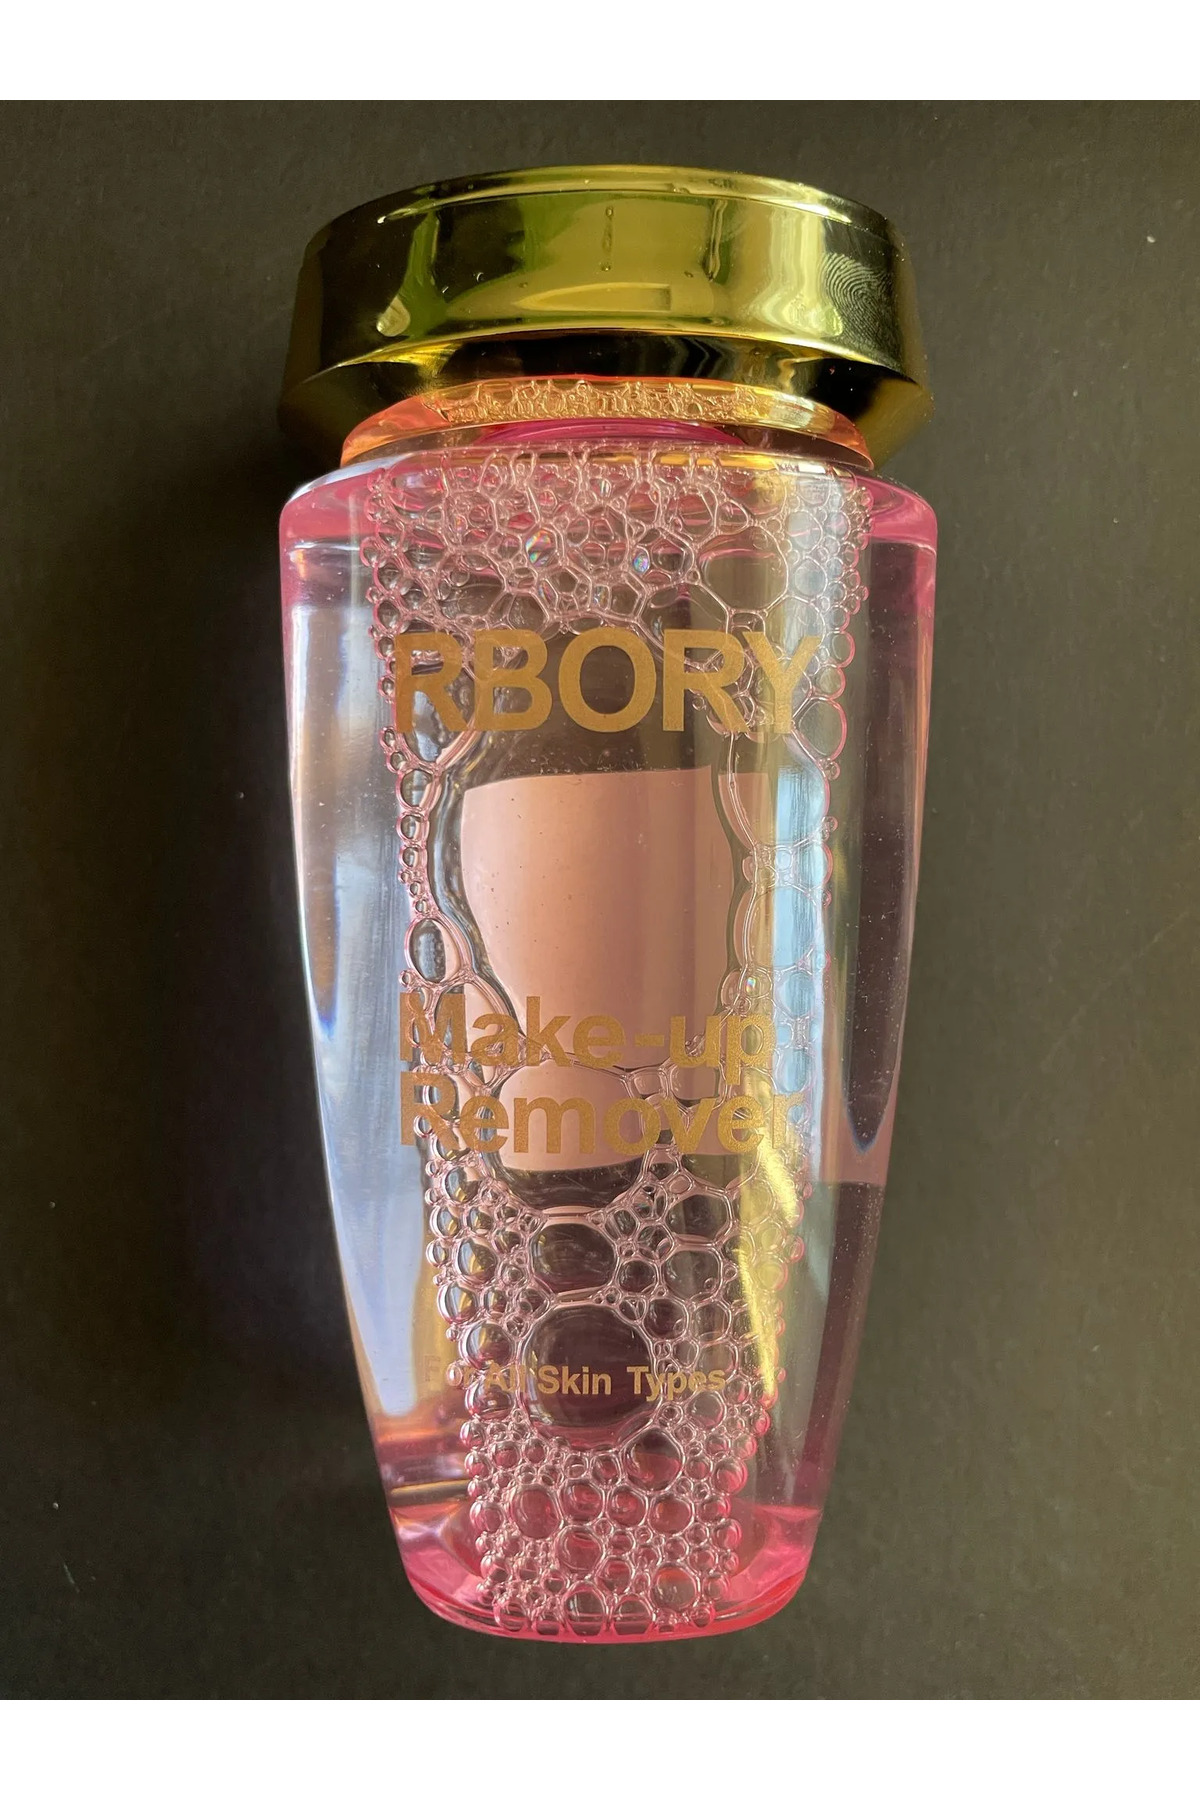 RBORY
Make-up
Remover
For All Skin Types